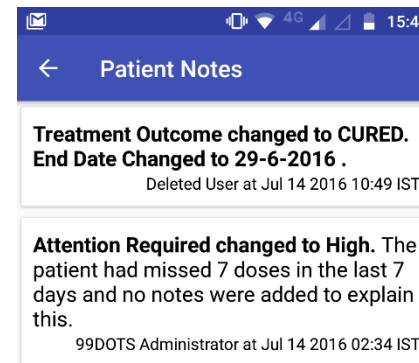 4G 15:4
Patient Notes
Treatment Outcome changed to CURED.
End Date Changed to 29-6-2016 .
Deleted User at Jul 14 2016 10:49 IST
Attention Required changed to High. The
patient had missed 7 doses in the last 7
days and no notes were added to explain
this.
99DOTS Administrator at Jul 14 2016 02:34 IST